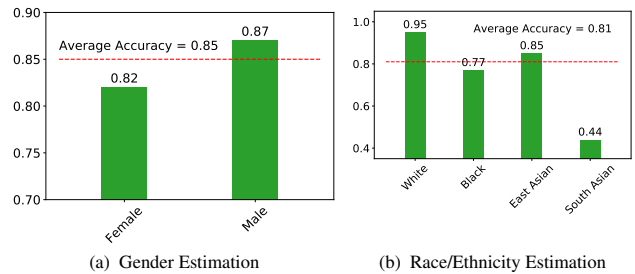 0.90
0.87
Average Accuracy = 0.85
0.85
0.82
0.80
0.75
0.70
Female
Male
(a) Gender Estimation
1.0
0.95
Average Accuracy = 0.81
0.85
0.77
0.8
0.6
0.44
0.4
White
Black
East Asian
South Asian
(b) Race/Ethnicity Estimation